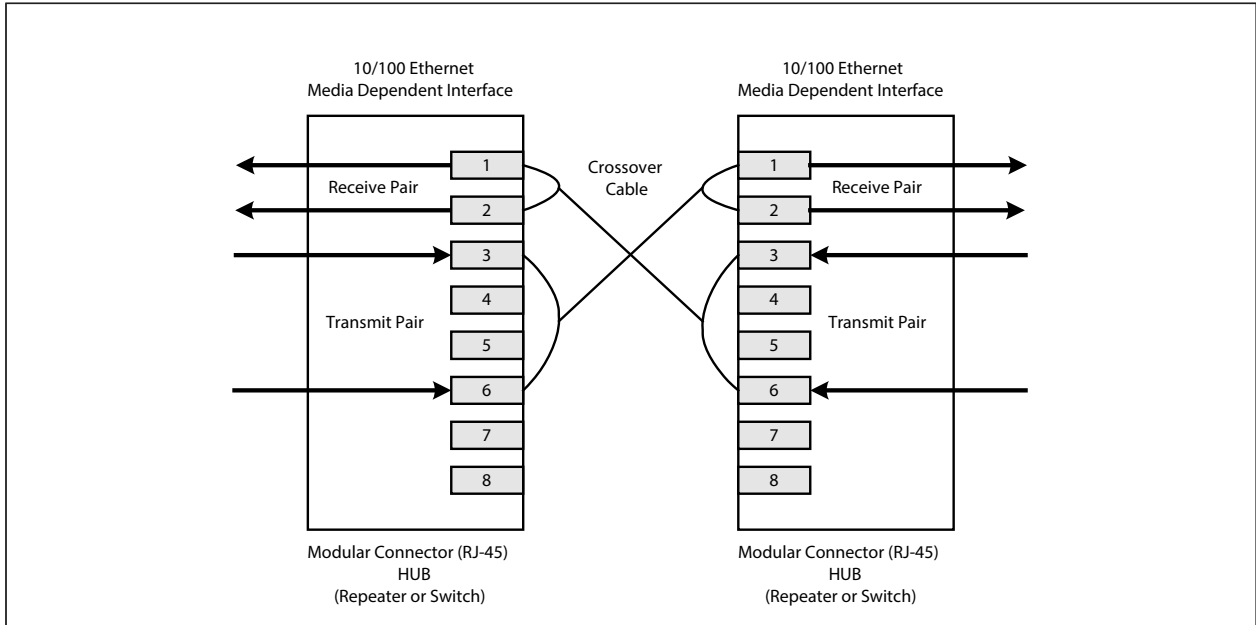 10/100 Ethernet
Media Dependent Interface
10/100 Ethernet
Media Dependent Interface
Crossover
Cable
1
Receive Pair
2
3
4
Transmit Pair
5
6
7
8
1
Receive Pair
2
3
4
Transmit Pair
5
6
7
8
Modular Connector (RJ-45)
HUB
(Repeater or Switch)
Modular Connector (RJ-45)
HUB
(Repeater or Switch)